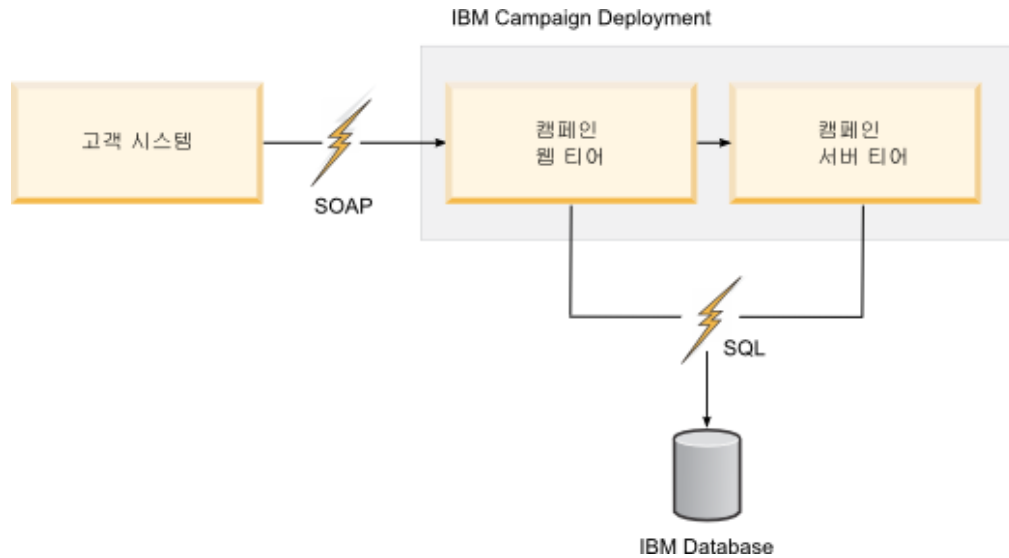 IBM Campaign Deployment
고객 시스템
SOAP
캠페인
웹 티어
캠페인
서버 티어
SQL
IBM Database